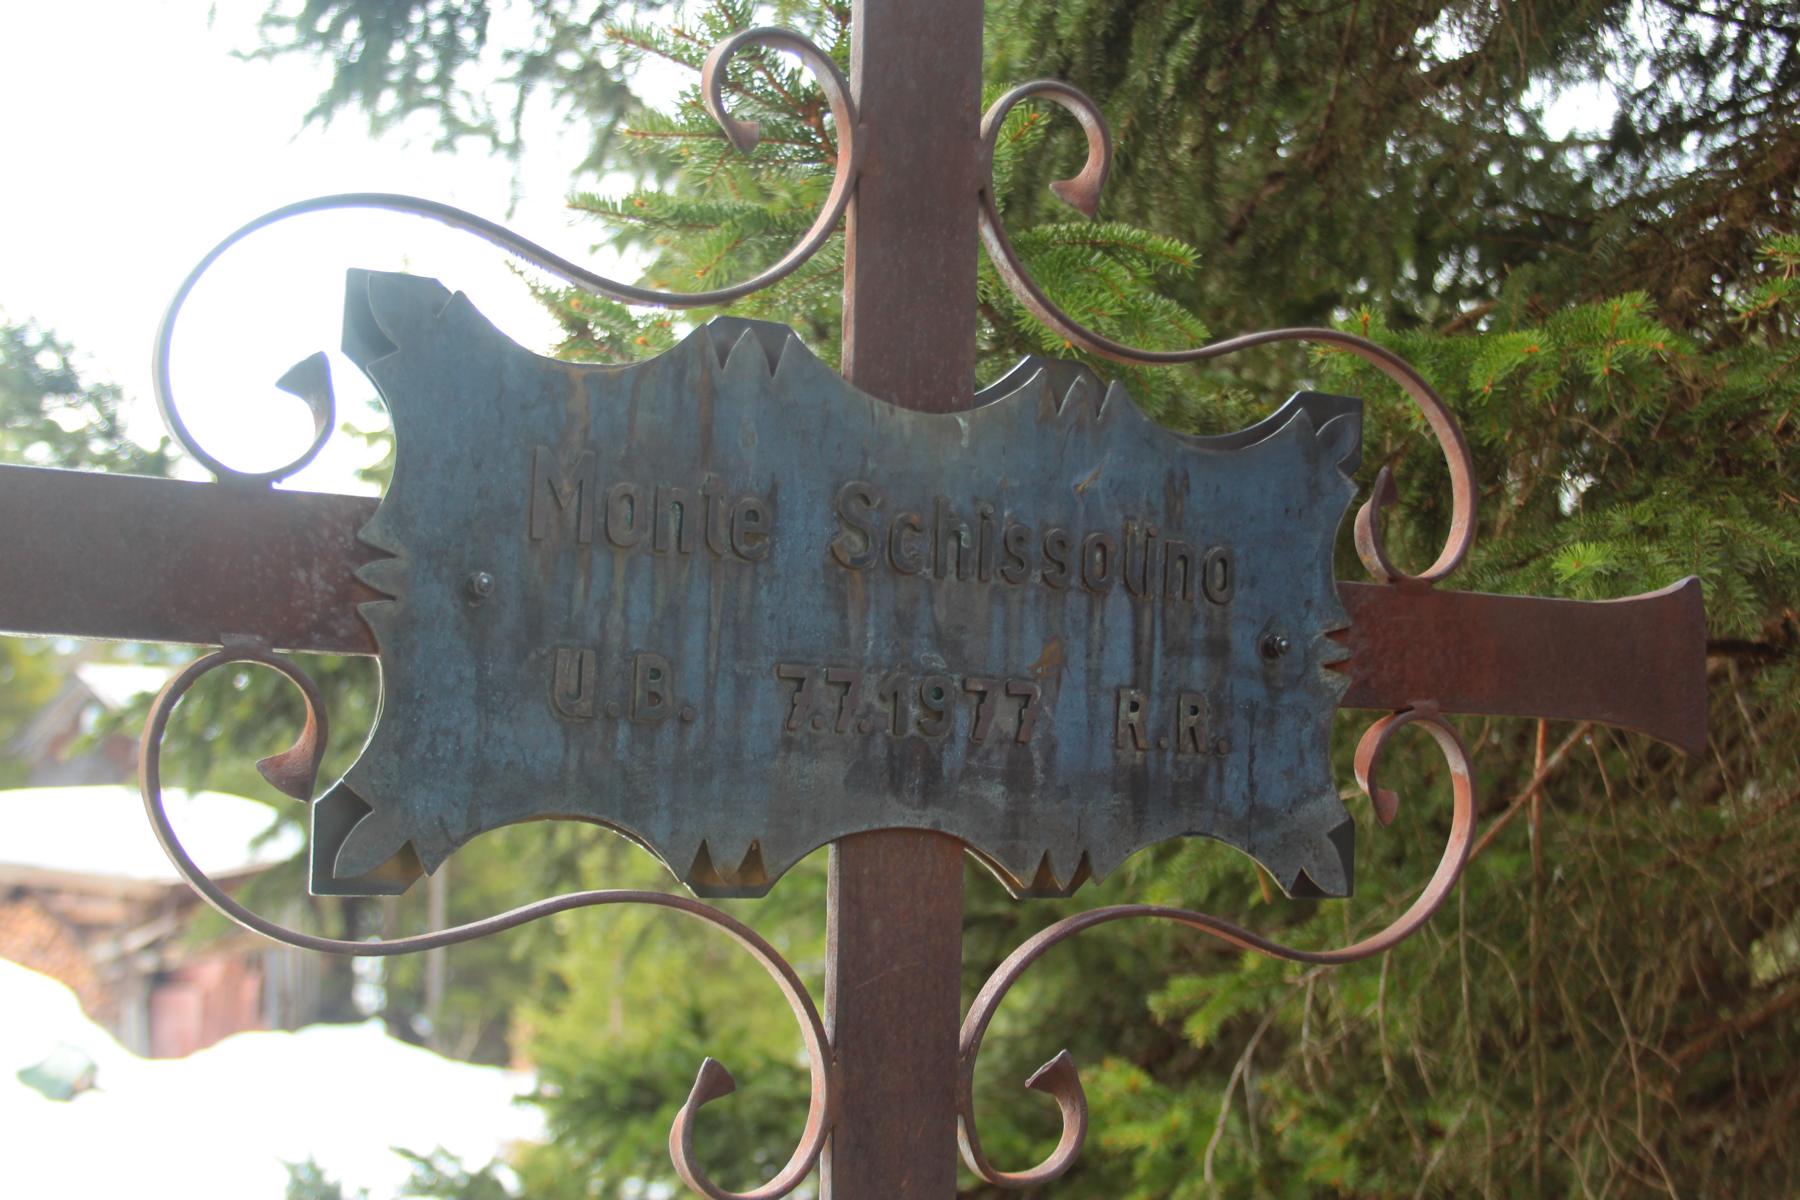 Monte Schissolino
U.B. 7.7.1977 R.R.